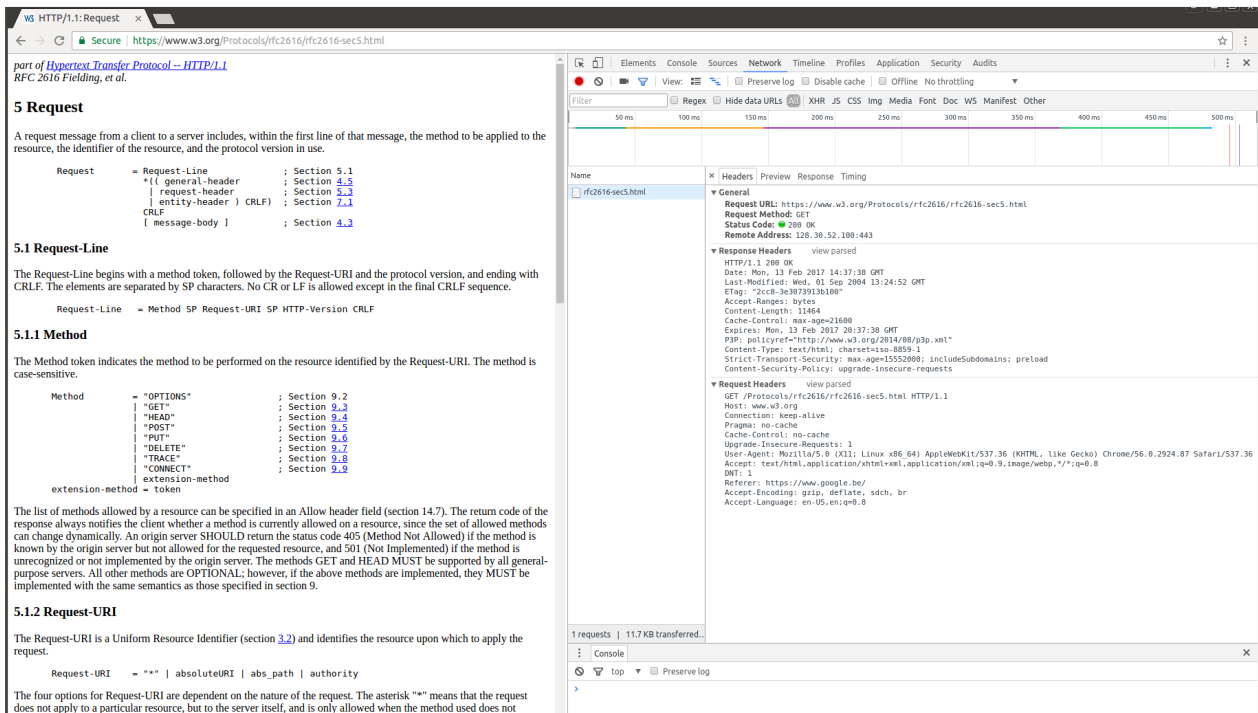 W3 HTTP/1.1: Request ×
Secure | https://www.w3.org/Protocols/rfc2616/rfc2616-sec5.html
part of Hypertext Transfer Protocol -- HTTP/1.1
RFC 2616 Fielding, et al.
5 Request
A request message from a client to a server includes, within the first line of that message, the method to be applied to the
resource, the identifier of the resource, and the protocol version in use.
Request = Request-Line ; Section 5.1
*(( general-header ; Section 4.5
| request-header ; Section 5.3
| entity-header ) CRLF) ; Section 7.1
CRLF
[ message-body ] ; Section 4.3
5.1 Request-Line
The Request-Line begins with a method token, followed by the Request-URI and the protocol version, and ending with
CRLF. The elements are separated by SP characters. No CR or LF is allowed except in the final CRLF sequence.
Request-Line = Method SP Request-URI SP HTTP-Version CRLF
5.1.1 Method
The Method token indicates the method to be performed on the resource identified by the Request-URI. The method is
case-sensitive.
Method = "OPTIONS" ; Section 9.2
| "GET" ; Section 9.3
| "HEAD" ; Section 9.4
| "POST" ; Section 9.5
| "PUT" ; Section 9.6
| "DELETE" ; Section 9.7
| "TRACE" ; Section 9.8
| "CONNECT" ; Section 9.9
| extension-method
extension-method = token
The list of methods allowed by a resource can be specified in an Allow header field (section 14.7). The return code of the
response always notifies the client whether a method is currently allowed on a resource, since the set of allowed methods
can change dynamically. An origin server SHOULD return the status code 405 (Method Not Allowed) if the method is
known by the origin server but not allowed for the requested resource, and 501 (Not Implemented) if the method is
unrecognized or not implemented by the origin server. The methods GET and HEAD MUST be supported by all general-
purpose servers. All other methods are OPTIONAL; however, if the above methods are implemented, they MUST be
implemented with the same semantics as those specified in section 9.
5.1.2 Request-URI
The Request-URI is a Uniform Resource Identifier (section 3.2) and identifies the resource upon which to apply the
request.
Request-URI = "*" | absoluteURI | abs_path | authority
The four options for Request-URI are dependent on the nature of the request. The asterisk "*" means that the request
does not apply to a particular resource, but to the server itself, and is only allowed when the method used does not
Elements Console Sources Network Timeline Profiles Application Security Audits
View: Preserve log Disable cache Offline No throttling
Filter Regex Hide data URLs All XHR JS CSS Img Media Font Doc WS Manifest Other
50 ms 100 ms 150 ms 200 ms 250 ms 300 ms 350 ms 400 ms 450 ms 500 ms
Name
rfc2616-sec5.html
1 requests | 11.7 KB transferred..
× Headers Preview Response Timing
General
Request URL: https://www.w3.org/Protocols/rfc2616/rfc2616-sec5.html
Request Method: GET
Status Code: 200 OK
Remote Address: 128.30.52.100:443
Response Headers view parsed
HTTP/1.1 200 OK
Date: Mon, 13 Feb 2017 14:37:38 GMT
Last-Modified: Wed, 01 Sep 2004 13:24:52 GMT
ETag: "2cc8-3e3073913b100"
Accept-Ranges: bytes
Content-Length: 11464
Cache-Control: max-age=21600
Expires: Mon, 13 Feb 2017 20:37:38 GMT
P3P: policyref="http://www.w3.org/2014/08/p3p.xml"
Content-Type: text/html; charset=iso-8859-1
Strict-Transport-Security: max-age=15552000; includeSubdomains; preload
Content-Security-Policy: upgrade-insecure-requests
Request Headers view parsed
GET /Protocols/rfc2616/rfc2616-sec5.html HTTP/1.1
Host: www.w3.org
Connection: keep-alive
Pragma: no-cache
Cache-Control: no-cache
Upgrade-Insecure-Requests: 1
User-Agent: Mozilla/5.0 (X11; Linux x86_64) AppleWebKit/537.36 (KHTML, like Gecko) Chrome/56.0.2924.87 Safari/537.36
Accept: text/html,application/xhtml+xml,application/xml;q=0.9,image/webp,*/*;q=0.8
DNT: 1
Referer: https://www.google.be/
Accept-Encoding: gzip, deflate, sdch, br
Accept-Language: en-US,en;q=0.8
Console
top Preserve log